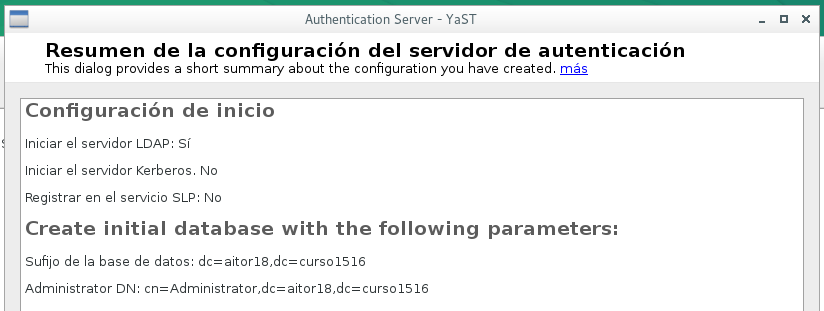 Authentication Server - YaST
Resumen de la configuración del servidor de autenticación
This dialog provides a short summary about the configuration you have created. más
Configuración de inicio
Iniciar el servidor LDAP: Sí
Iniciar el servidor Kerberos. No
Registrar en el servicio SLP: No
Create initial database with the following parameters:
Sufijo de la base de datos: dc=aitor18,dc=curso1516
Administrator DN: cn=Administrator,dc=aitor18,dc=curso1516